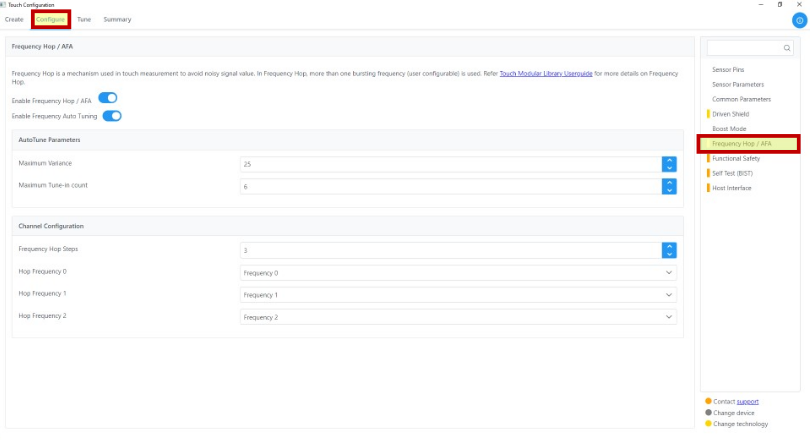 Touch Configuration
Create Configure Tune Summary
Frequency Hop / AFA
Frequency Hop is a mechanism used in touch measurement to avoid noisy signal value. In Frequency Hop, more than one bursting frequency (user configurable) is used. Refer Touch Modular Library Userguide for more details on Frequency
Hop.
Enable Frequency Hop / AFA
Enable Frequency Auto Tuning
AutoTune Parameters
Maximum Variance 25
Maximum Tune-in count 6
Channel Configuration
Frequency Hop Steps 3
Hop Frequency 0 Frequency 0
Hop Frequency 1 Frequency 1
Hop Frequency 2 Frequency 2
Sensor Pins
Sensor Parameters
Common Parameters
Driven Shield
Boost Mode
Frequency Hop / AFA
Functional Safety
Self Test (BIST)
Host Interface
Contact support
Change device
Change technology